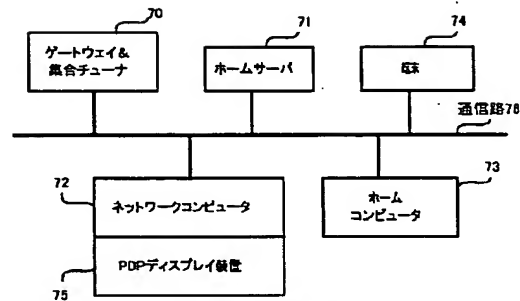 70
ゲートウェイ&
集合チューナ
71
ホームサーバ
74
端末
通信路76
72
ネットワークコンピュータ
75
PDPディスプレイ装置
73
ホーム
コンピュータ